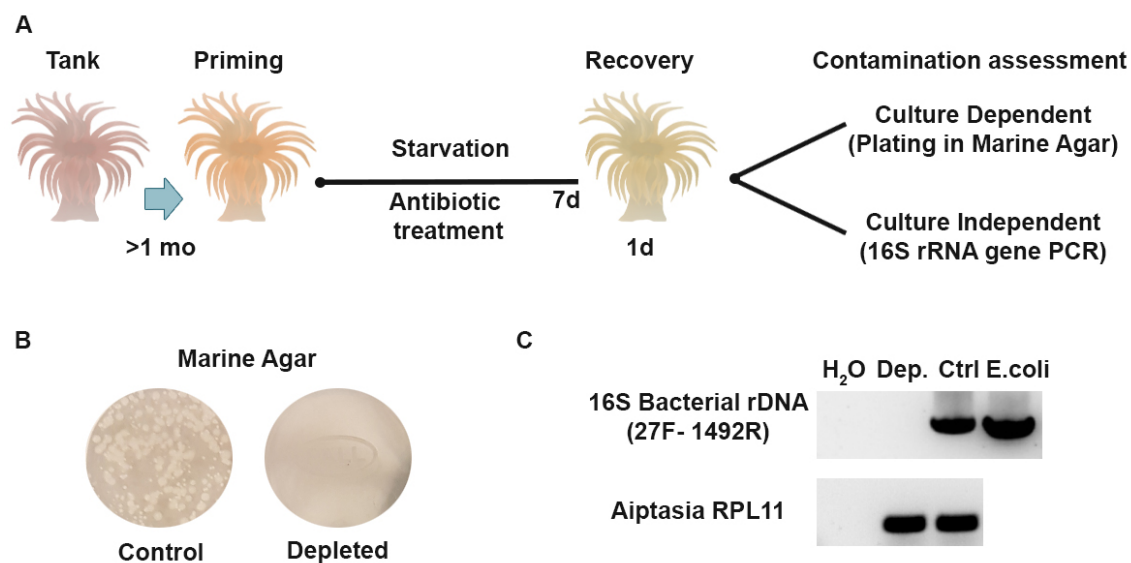 A
Tank
Priming
Recovery
Contamination assessment
Starvation
Antibiotic
treatment
7d
>1 mo
1d
Culture Dependent
(Plating in Marine Agar)
Culture Independent
(16S rRNA gene PCR)
B
Marine Agar
Control
Depleted
C
H₂O Dep. Ctrl E.coli
16S Bacterial rDNA
(27F- 1492R)
Aiptasia RPL11